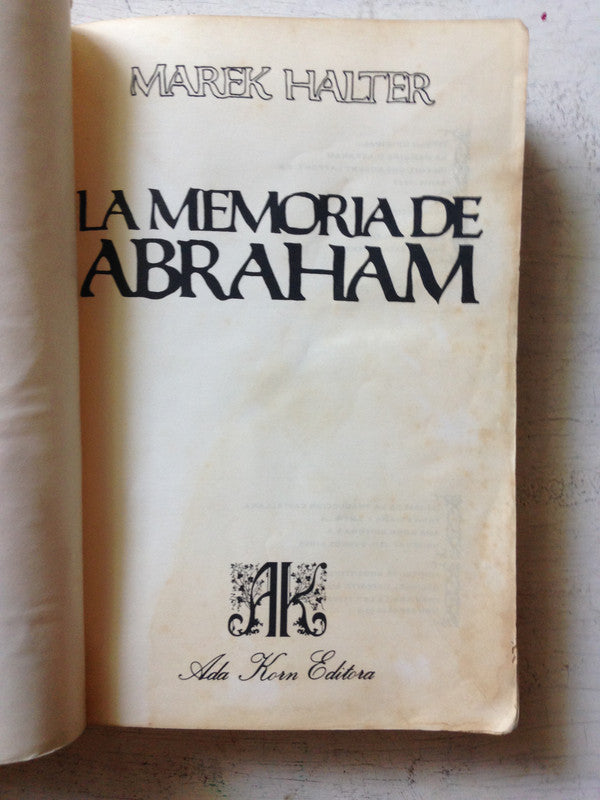 MAREK HALTER
LA MEMORIA DE
ABRAHAM
AK
Ada Korn Editora